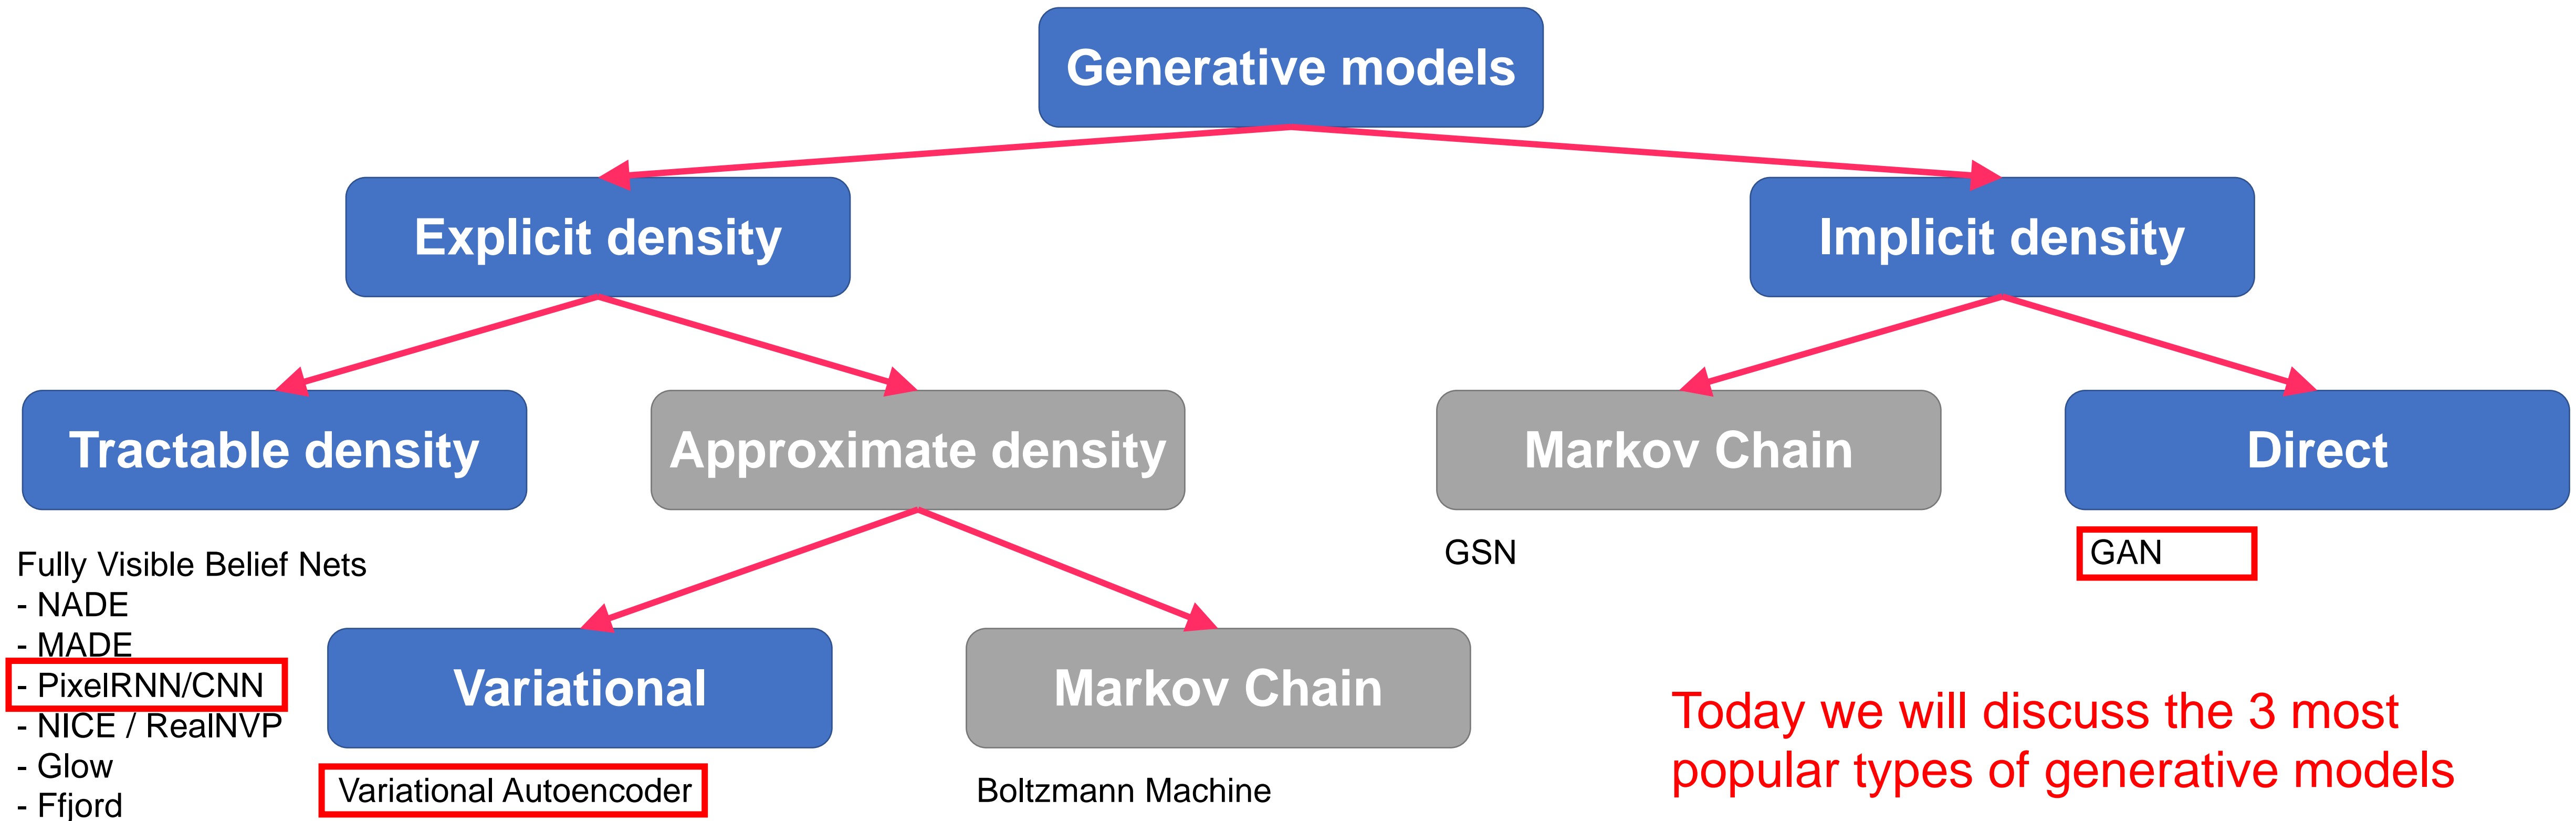 Generative models
Explicit density
Implicit density
Tractable density
Approximate density
Markov Chain
Direct
Fully Visible Belief Nets
- NADE
- MADE
- PixelRNN/CNN
- NICE / RealNVP
- Glow
- Ffjord
Variational
Variational Autoencoder
Markov Chain
Boltzmann Machine
GSN
GAN
Today we will discuss the 3 most
popular types of generative models